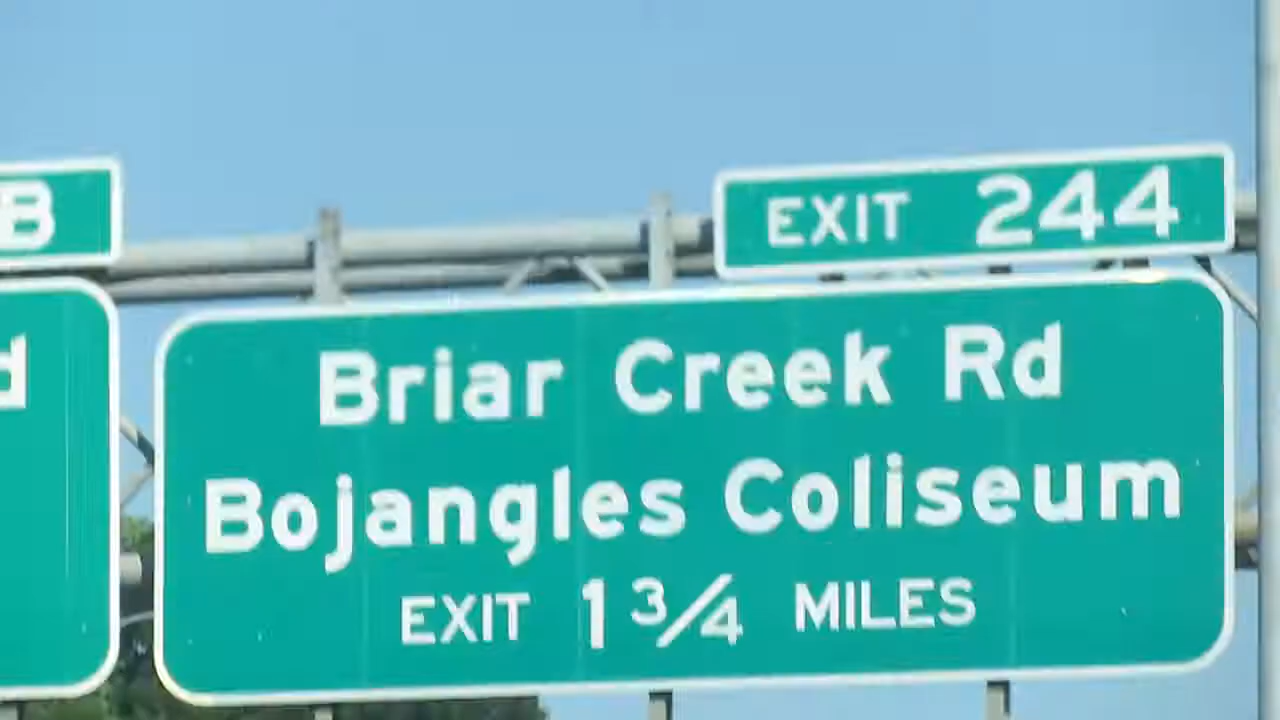 B
EXIT 244
d
Briar Creek Rd
Bojangles Coliseum
EXIT 1 3/4 MILES